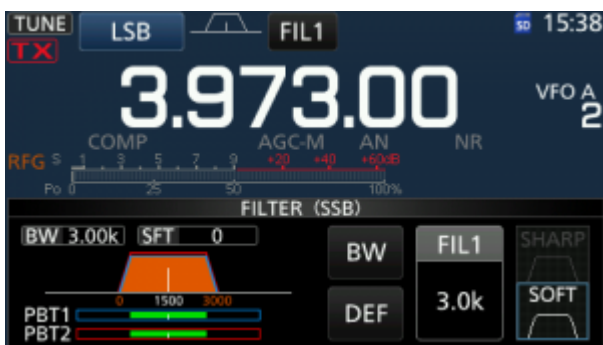 TUNE LSB FIL1 SD 15:38
TX
3.973.00 VFO A
2
COMP AGC-M AN NR
RFG S 1 3 5 7 9 +20 +40 +60dB
Po 0 25 50 100%
FILTER (SSB)
BW 3.00k SFT 0
BW FIL1 SHARP
0 1500 3000
PBT1
PBT2
DEF 3.0k SOFT